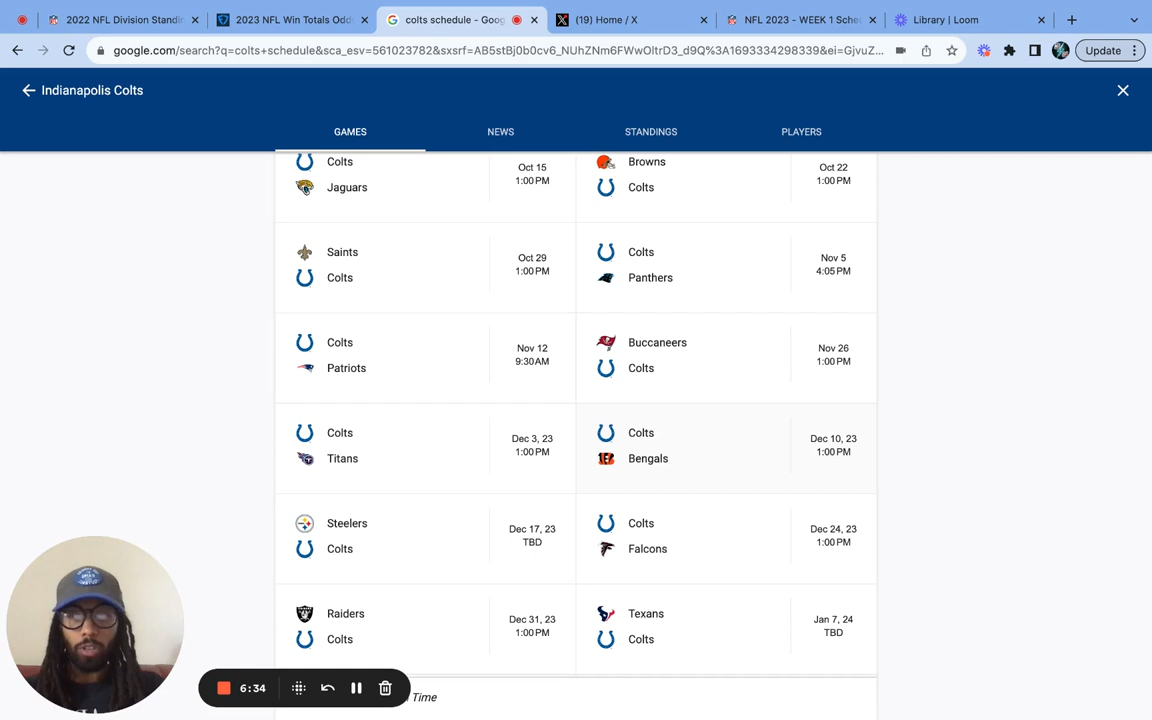 2022 NFL Division Standi
2023 NFL Win Totals Odd
colts schedule - Goog
(19) Home / X
NFL 2023 - WEEK 1 Sche
Library | Loom
google.com/search?q=colts+schedule&sca_esv=561023782&sxsrf=AB5stBj0b0cv6_NUhZNm6FWwOltrD3_d9Q%3A1693334298339&ei=GjvuZ...
Update
Indianapolis Colts
GAMES NEWS STANDINGS PLAYERS
Colts
Jaguars
Oct 15
1:00 PM
Browns
Colts
Oct 22
1:00 PM
Saints
Colts
Oct 29
1:00 PM
Colts
Panthers
Nov 5
4:05 PM
Colts
Patriots
Nov 12
9:30 AM
Buccaneers
Colts
Nov 26
1:00 PM
Colts
Titans
Dec 3, 23
1:00 PM
Colts
Bengals
Dec 10, 23
1:00 PM
Steelers
Colts
Dec 17, 23
TBD
Colts
Falcons
Dec 24, 23
1:00 PM
Raiders
Colts
Dec 31, 23
1:00 PM
Texans
Colts
Jan 7, 24
TBD
6:34
Time